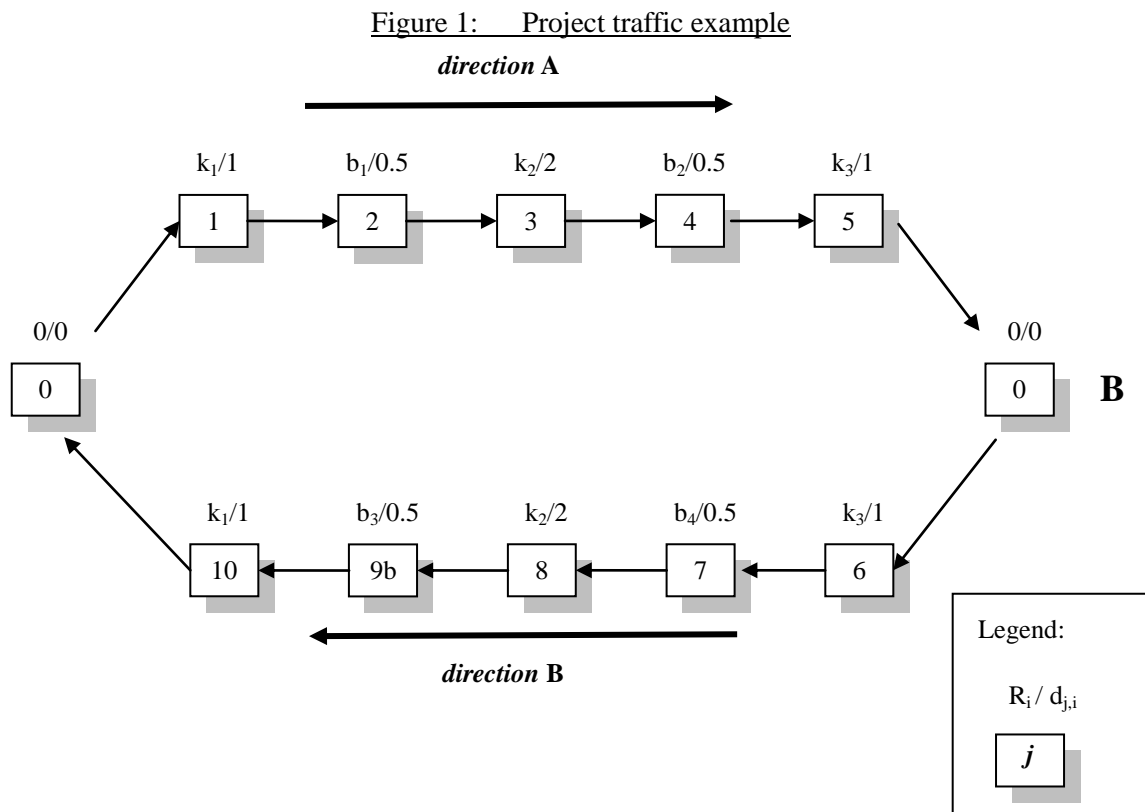 Figure 1: Project traffic example
direction A
k₁/1 b₁/0.5 k₂/2 b₂/0.5 k₃/1
1 2 3 4 5
0/0 0/0
0 0 B
k₁/1 b₃/0.5 k₂/2 b₄/0.5 k₃/1
10 9b 8 7 6
direction B
Legend:
Rᵢ / dⱼ,ᵢ
j